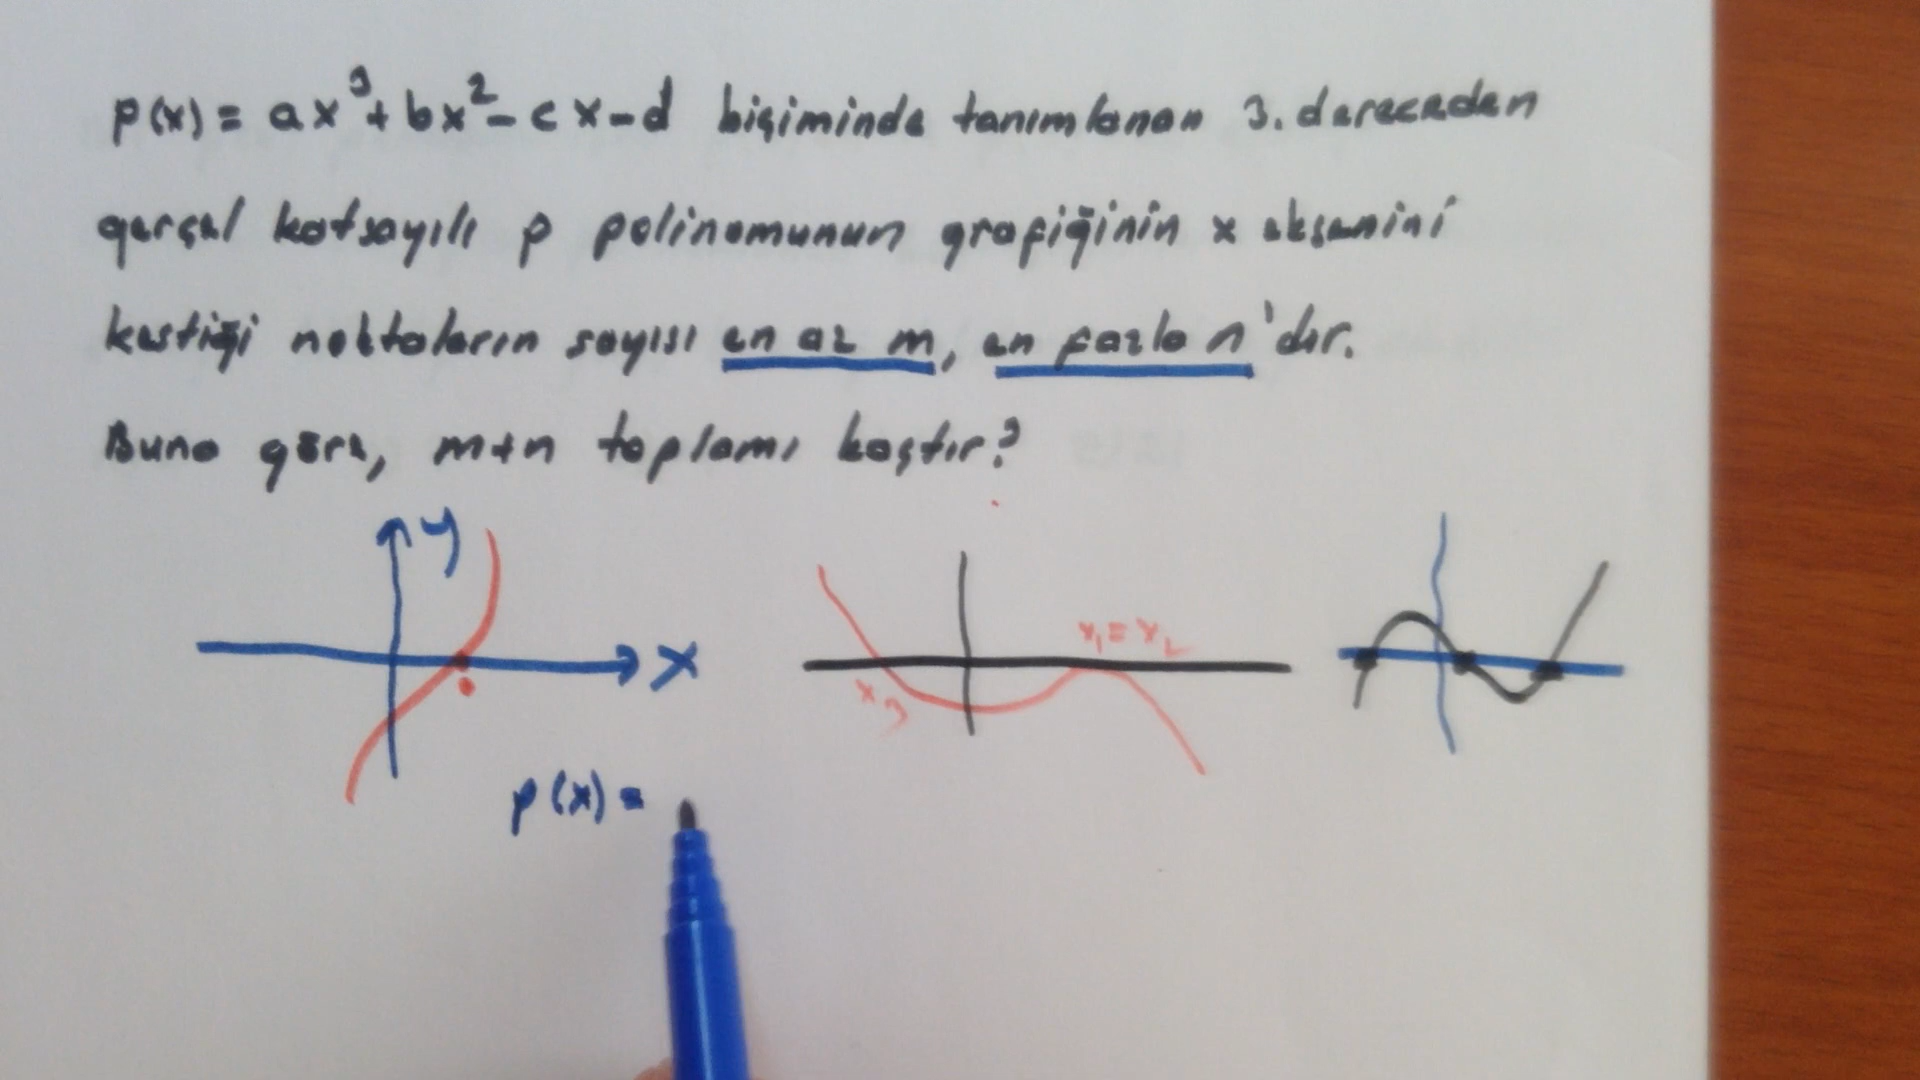 p(x) = ax³ + bx² - cx - d biçiminde tanımlanan 3. dereceden
gerçel katsayılı p polinomunun grafiğinin x eksenini
kestiği noktaların sayısı en az m, en fazla n'dır.
Buna göre, m+n toplamı kaçtır?
y
x
x₁ = x₂
x₃
p(x) =